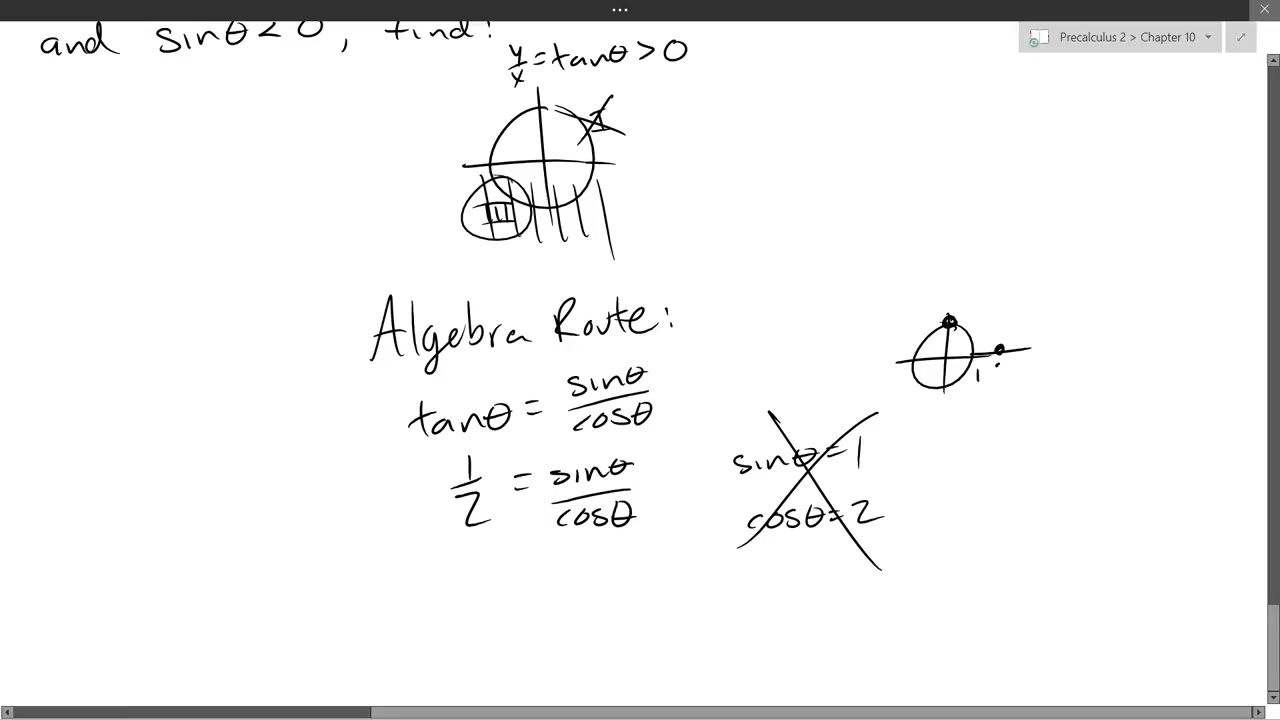 Precalculus 2 > Chapter 10
and sinθ < 0, find:
y/x = tanθ > 0
I
III
Algebra Route:
tanθ = sinθ/cosθ
1/2 = sinθ/cosθ
sinθ = 1
cosθ = 2
1